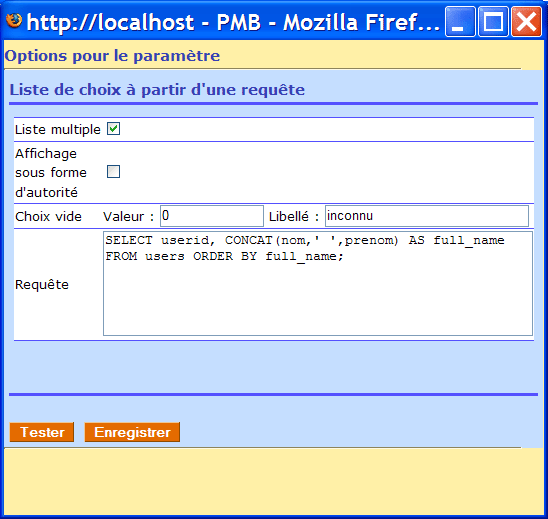 http://localhost - PMB - Mozilla Firef...
Options pour le paramètre
Liste de choix à partir d'une requête
Liste multiple
Affichage
sous forme
d'autorité
Choix vide Valeur : 0 Libellé : inconnu
Requête
SELECT userid, CONCAT(nom,' ',prenom) AS full_name
FROM users ORDER BY full_name;
Tester Enregistrer